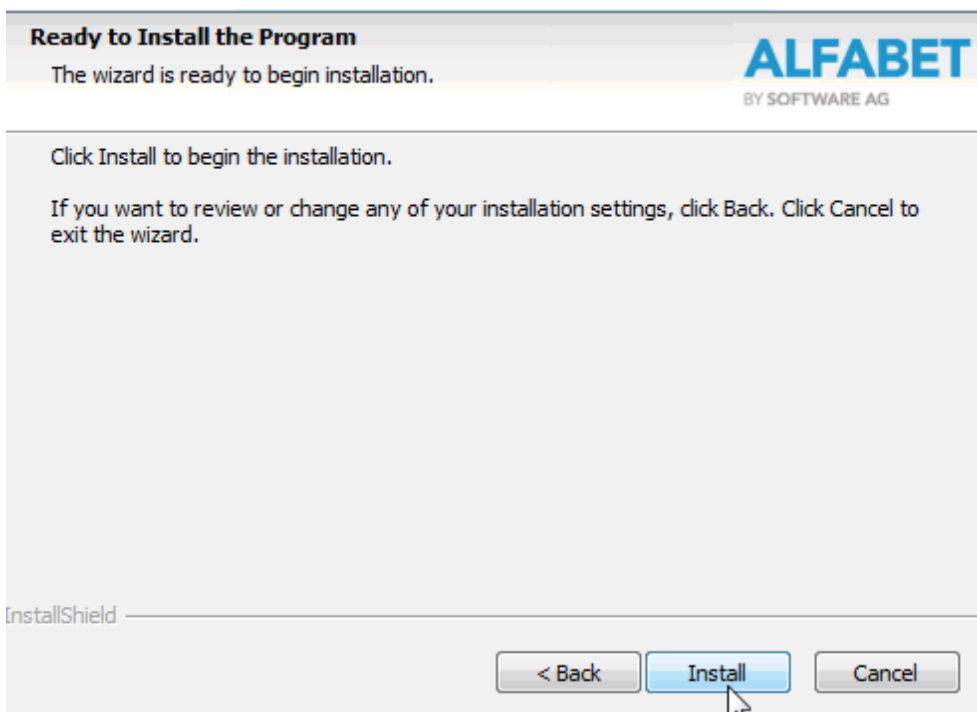 Ready to Install the Program
The wizard is ready to begin installation.
ALFABET
BY SOFTWARE AG
Click Install to begin the installation.
If you want to review or change any of your installation settings, click Back. Click Cancel to
exit the wizard.
InstallShield
< Back
Install
Cancel